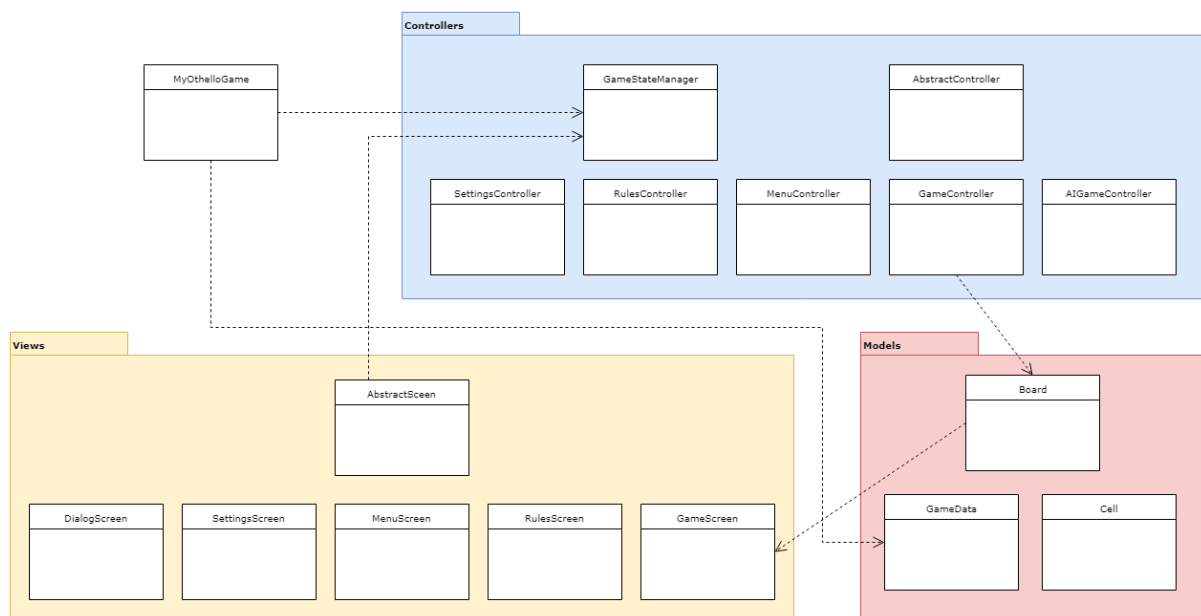 Controllers
MyOthelloGame
GameStateManager
AbstractController
SettingsController
RulesController
MenuController
GameController
AIGameController
Views
Models
AbstractSceen
Board
DialogScreen
SettingsScreen
MenuScreen
RulesScreen
GameScreen
GameData
Cell